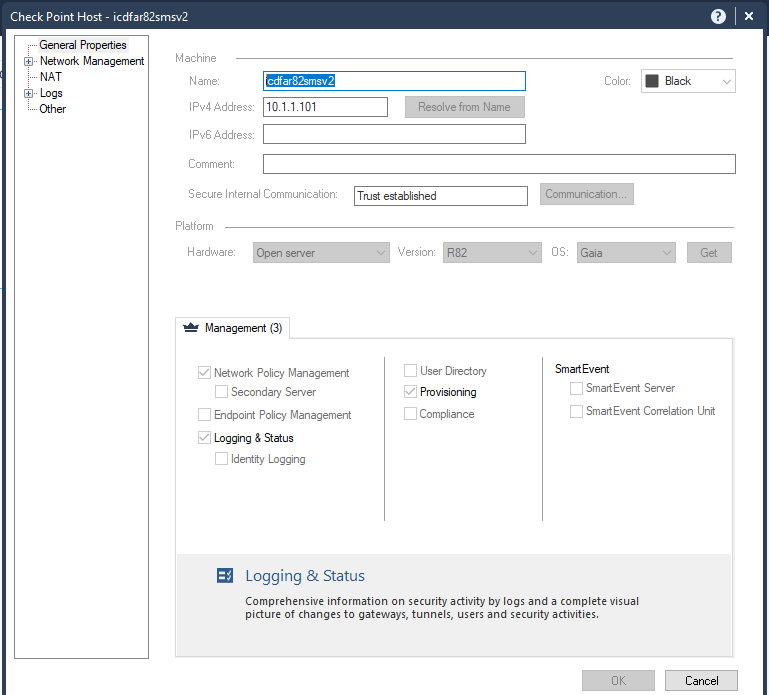 Check Point Host - icdfar82smsv2
?
General Properties
Network Management
NAT
Logs
Other
Machine
Name: icdfar82smsv2 Color: Black
IPv4 Address: 10.1.1.101 Resolve from Name
IPv6 Address:
Comment:
Secure Internal Communication: Trust established Communication...
Platform
Hardware: Open server Version: R82 OS: Gaia Get
Management (3)
Network Policy Management
Secondary Server
Endpoint Policy Management
Logging & Status
Identity Logging
User Directory
Provisioning
Compliance
SmartEvent
SmartEvent Server
SmartEvent Correlation Unit
Logging & Status
Comprehensive information on security activity by logs and a complete visual
picture of changes to gateways, tunnels, users and security activities.
OK Cancel